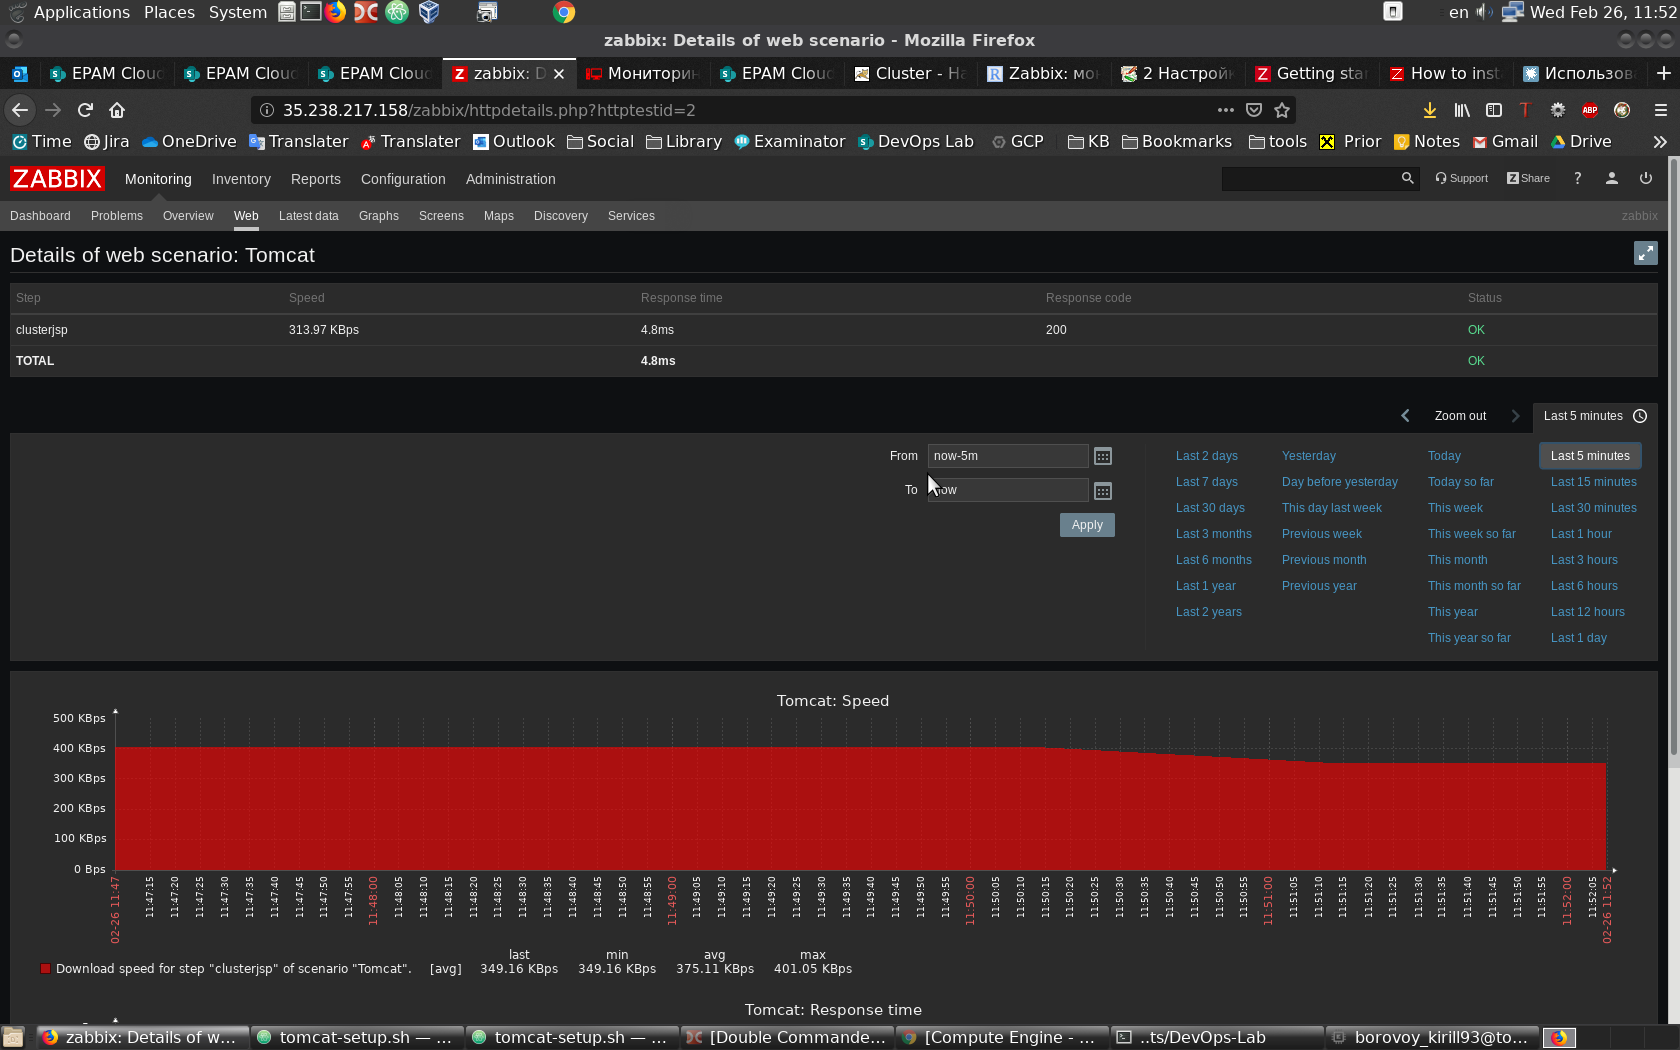 Applications Places System en Wed Feb 26, 11:52
zabbix: Details of web scenario - Mozilla Firefox
EPAM Clou EPAM Clou EPAM Clou zabbix: D Монитори EPAM Clou Cluster - Ha Zabbix: мо 2 Настрой Getting sta How to inst Использов
35.238.217.158/zabbix/httpdetails.php?httptestid=2
Time Jira OneDrive Translater Translater Outlook Social Library Examinator DevOps Lab GCP KB Bookmarks tools Prior Notes Gmail Drive
ZABBIX Monitoring Inventory Reports Configuration Administration Support Share ?
Dashboard Problems Overview Web Latest data Graphs Screens Maps Discovery Services zabbix
Details of web scenario: Tomcat
Step Speed Response time Response code Status
clusterjsp 313.97 KBps 4.8ms 200 OK
TOTAL 4.8ms OK
Zoom out Last 5 minutes
From now-5m Last 2 days Yesterday Today Last 5 minutes
Last 7 days Day before yesterday Today so far Last 15 minutes
To now
Last 30 days This day last week This week Last 30 minutes
Apply
Last 3 months Previous week This week so far Last 1 hour
Last 6 months Previous month This month Last 3 hours
Last 1 year Previous year This month so far Last 6 hours
Last 2 years This year Last 12 hours
This year so far Last 1 day
Tomcat: Speed
500 KBps
400 KBps
300 KBps
200 KBps
100 KBps
0 Bps
02-26 11:47 11:47:15 11:47:20 11:47:25 11:47:30 11:47:35 11:47:40 11:47:45 11:47:50 11:47:55 11:48:00 11:48:05 11:48:10 11:48:15 11:48:20 11:48:25 11:48:30 11:48:35 11:48:40 11:48:45 11:48:50 11:48:55 11:49:00 11:49:05 11:49:10 11:49:15 11:49:20 11:49:25 11:49:30 11:49:35 11:49:40 11:49:45 11:49:50 11:49:55 11:50:00 11:50:05 11:50:10 11:50:15 11:50:20 11:50:25 11:50:30 11:50:35 11:50:40 11:50:45 11:50:50 11:50:55 11:51:00 11:51:05 11:51:10 11:51:15 11:51:20 11:51:25 11:51:30 11:51:35 11:51:40 11:51:45 11:51:50 11:51:55 11:52:00 11:52:05 02-26 11:52
last min avg max
Download speed for step "clusterjsp" of scenario "Tomcat". [avg] 349.16 KBps 349.16 KBps 375.11 KBps 401.05 KBps
Tomcat: Response time
zabbix: Details of w... tomcat-setup.sh — ... tomcat-setup.sh — ... [Double Commande... [Compute Engine - ... ..ts/DevOps-Lab borovoy_kirill93@to...